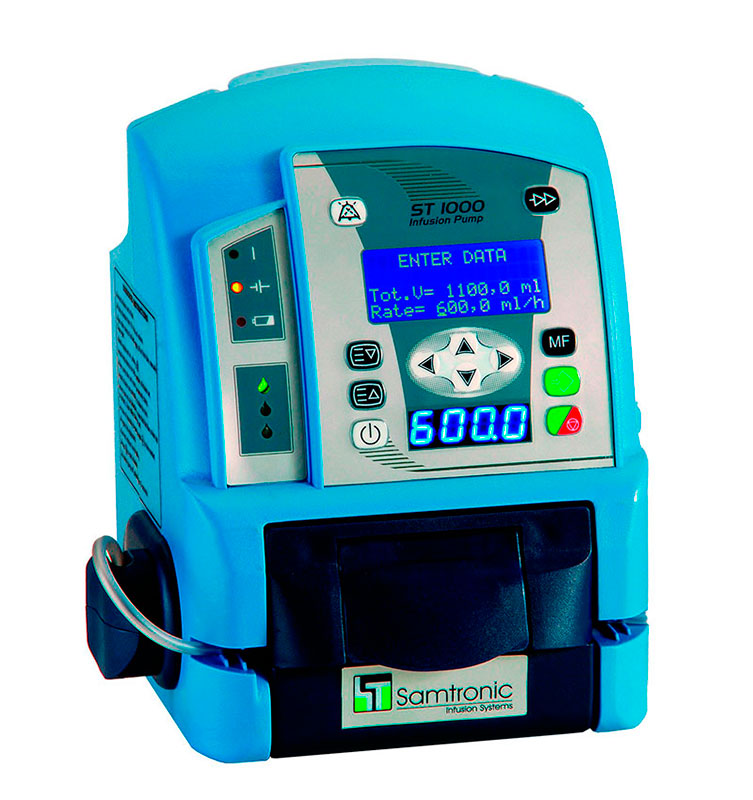 ST 1000
Infusion Pump
ENTER DATA
Tot.V= 1100,0 ml
Rate= 600,0 ml/h
MF
600.0
Samtronic
Infusion Systems